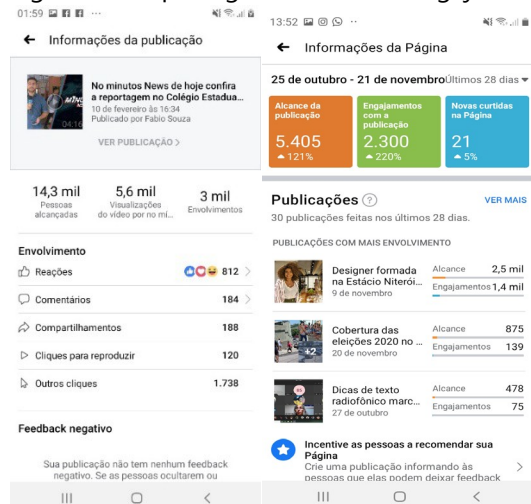 01:59
Informações da publicação
No minutos News de hoje confira
a reportagem no Colégio Estadua...
10 de fevereiro às 16:34
Publicado por Fabio Souza
04:16
VER PUBLICAÇÃO >
14,3 mil
Pessoas
alcançadas
5,6 mil
Visualizações
do vídeo por no mí...
3 mil
Envolvimentos
Envolvimento
Reações 812
Comentários 184
Compartilhamentos 188
Cliques para reproduzir 120
Outros cliques 1.738
Feedback negativo
Sua publicação não tem nenhum feedback
negativo. Se as pessoas ocultarem ou
13:52
Informações da Página
25 de outubro - 21 de novembro Últimos 28 dias
Alcance da
publicação
5.405
121%
Engajamentos
com a
publicação
2.300
220%
Novas curtidas
na Página
21
5%
Publicações VER MAIS
30 publicações feitas nos últimos 28 dias.
PUBLICAÇÕES COM MAIS ENVOLVIMENTO
Designer formada
na Estácio Niterói...
9 de novembro
Alcance 2,5 mil
Engajamentos 1,4 mil
+2
Cobertura das
eleições 2020 no ...
20 de novembro
Alcance 875
Engajamentos 139
Dicas de texto
radiofônico marc...
27 de outubro
Alcance 478
Engajamentos 75
Incentive as pessoas a recomendar sua
Página
Crie uma publicação informando às
pessoas que elas podem deixar feedback